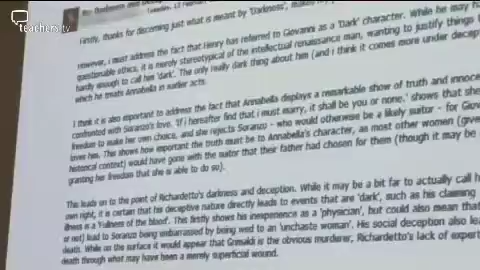 teachers.tv
Firstly, thanks for discerning just what is meant by 'Darkness', makes
However, I must address the fact that Henry has referred to Giovanni as a 'Dark' character. While he may
questionable ethics, it is merely stereotypical of the intellectual renaissance man, wanting to justify things
hardly enough to call him 'dark'. The only really dark thing about him (and i think it comes more under decep
which he treats Annabella in earlier acts.
I think it is also important to address the fact that Annabella displays a remarkable show of truth and innoce
confronted with Soranzo's love. 'If I hereafter find that i must marry, it shall be you or none.' shows that she
freedom to make her own choice, and she rejects Soranzo - who would otherwise be a likely suitor - for Giov
loves him. This shows how important the truth must be to Annabella's character, as most other women (give
historical context) would have gone with the suitor that their father had chosen for them (though it may be
granting her freedom that she is able to do so).
This leads on to the point of Richardetto's darkness and deception. While it may be a bit far to actually call h
own right, it is certain that his deceptive nature directly leads to events that are 'dark', such as his claiming
illness is a 'Fullness of the blood'. This firstly shows his inexperience as a 'physician', but could also mean that
or not) lead to Soranzo being embarrassed by being wed to an 'unchaste woman'. His social deception also lea
death. While on the surface it would appear that Grimaldi is the obvious murderer, Richardetto's lack of expert
death through what may have been a merely superficial wound.